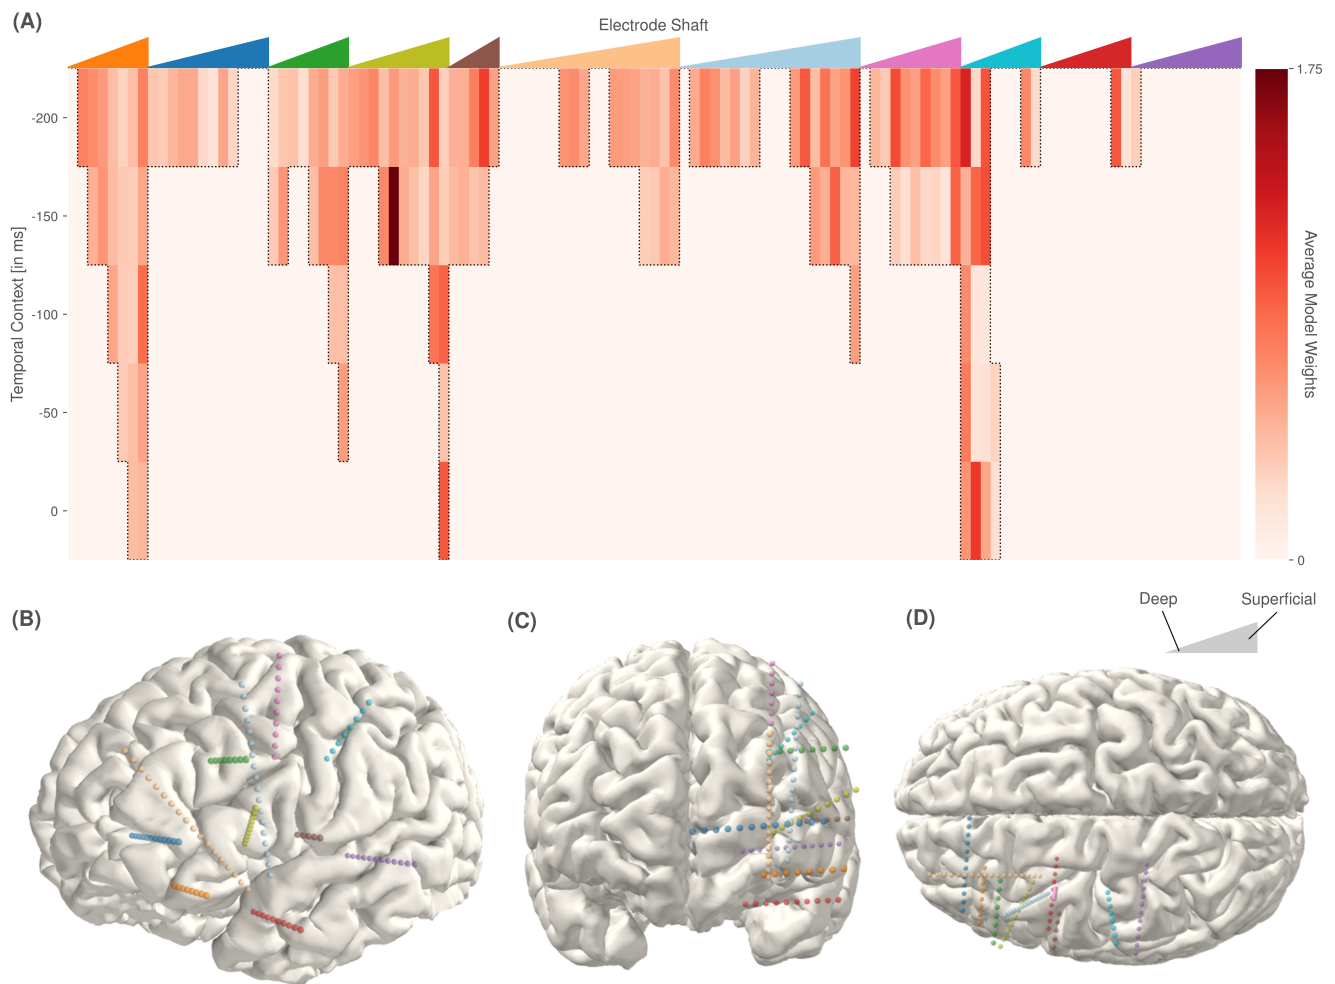 (A)
Electrode Shaft
Temporal Context [in ms]
-200
-150
-100
-50
0
1.75
0
Average Model Weights
(B)
(C)
(D)
Deep
Superficial